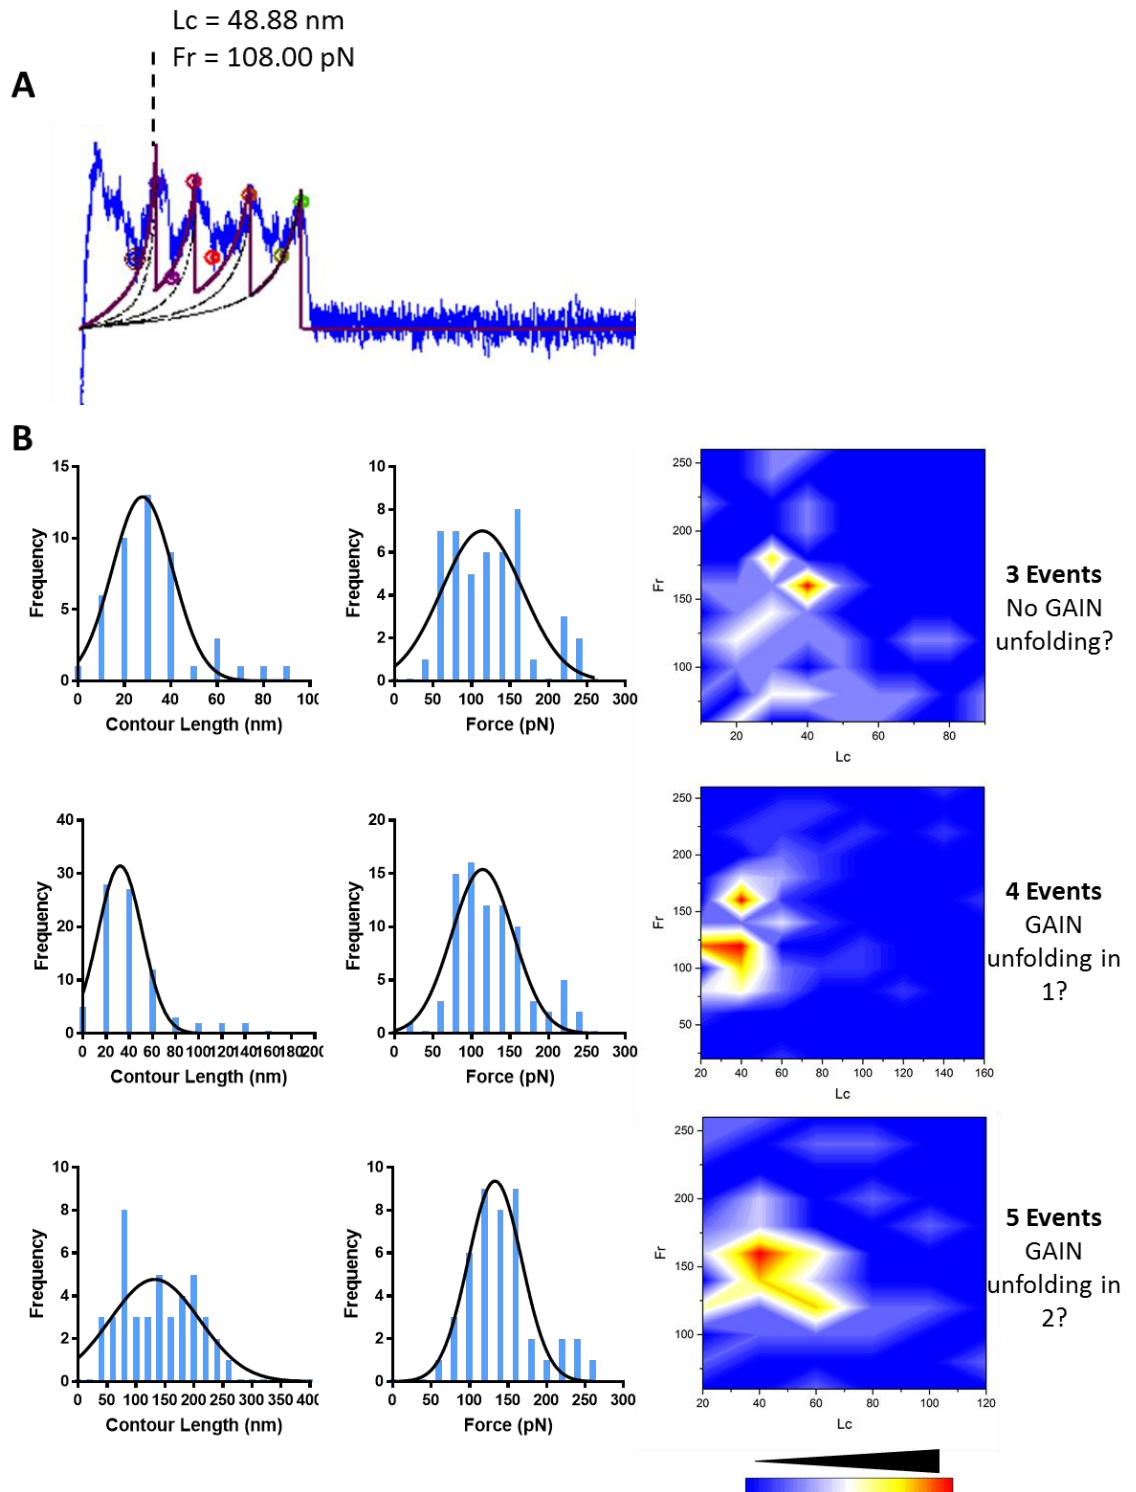 Lc = 48.88 nm
Fr = 108.00 pN
A
B
15
10
5
0
Frequency
0 20 40 60 80 100
Contour Length (nm)
10
8
6
4
2
0
Frequency
0 50 100 150 200 250 300
Force (pN)
250
200
150
100
Fr
20 40 60 80
Lc
3 Events
No GAIN
unfolding?
40
30
20
10
0
Frequency
0 20 40 60 80 100 120 140 160 180 200
Contour Length (nm)
20
15
10
5
0
Frequency
0 50 100 150 200 250 300
Force (pN)
250
200
150
100
50
Fr
20 40 60 80 100 120 140 160
Lc
4 Events
GAIN
unfolding in
1?
10
8
6
4
2
0
Frequency
0 50 100 150 200 250 300 350 400
Contour Length (nm)
10
8
6
4
2
0
Frequency
0 50 100 150 200 250 300
Force (pN)
250
200
150
100
Fr
20 40 60 80 100 120
Lc
5 Events
GAIN
unfolding in
2?